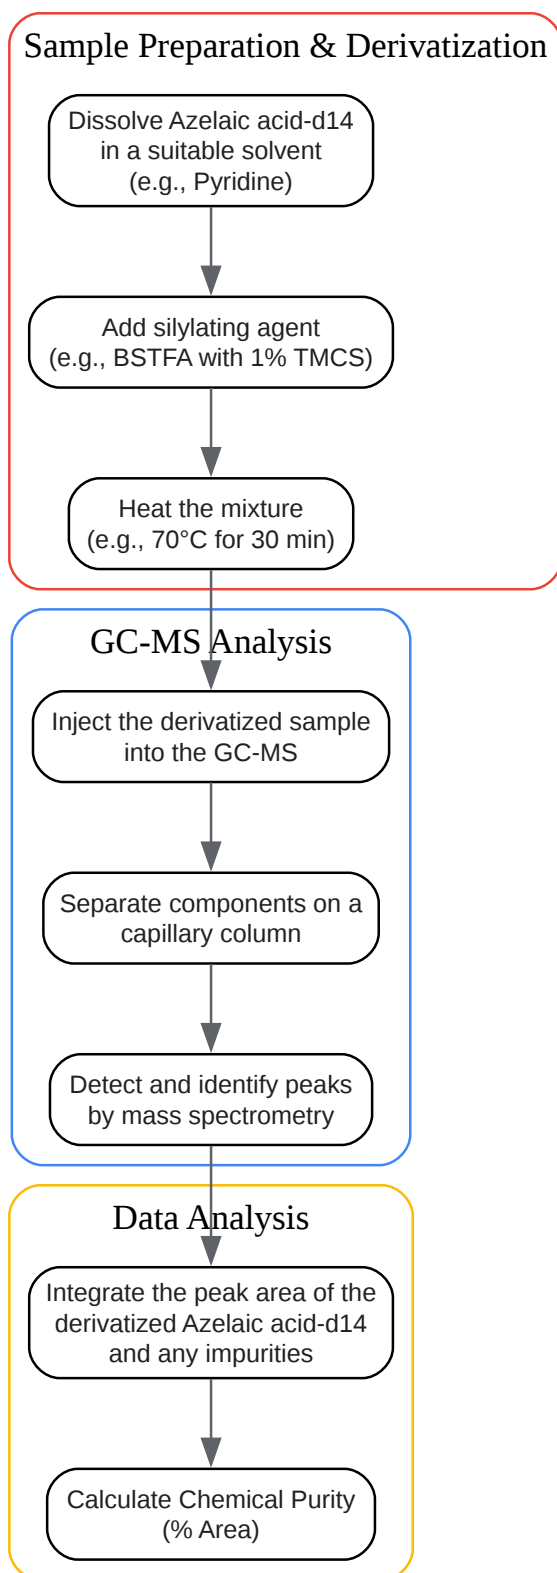 Sample Preparation & Derivatization
Dissolve Azelaic acid-d14
in a suitable solvent
(e.g., Pyridine)
Add silylating agent
(e.g., BSTFA with 1% TMCS)
Heat the mixture
(e.g., 70°C for 30 min)
GC-MS Analysis
Inject the derivatized sample
into the GC-MS
Separate components on a
capillary column
Detect and identify peaks
by mass spectrometry
Data Analysis
Integrate the peak area of the
derivatized Azelaic acid-d14
and any impurities
Calculate Chemical Purity
(% Area)